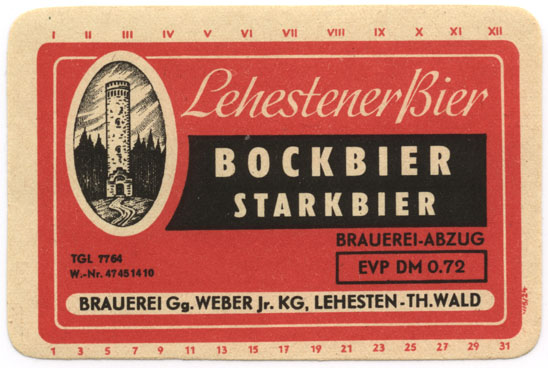 I II III IV V VI VII VIII IX X XI XII
Lehestener Bier
BOCKBIER
STARKBIER
BRAUEREI-ABZUG
TGL 7764
EVP DM 0.72
W.-Nr. 47451410
BRAUEREI Gg. WEBER Jr. KG, LEHESTEN-TH.WALD
1 3 5 7 9 11 13 15 17 19 21 23 25 27 29 31